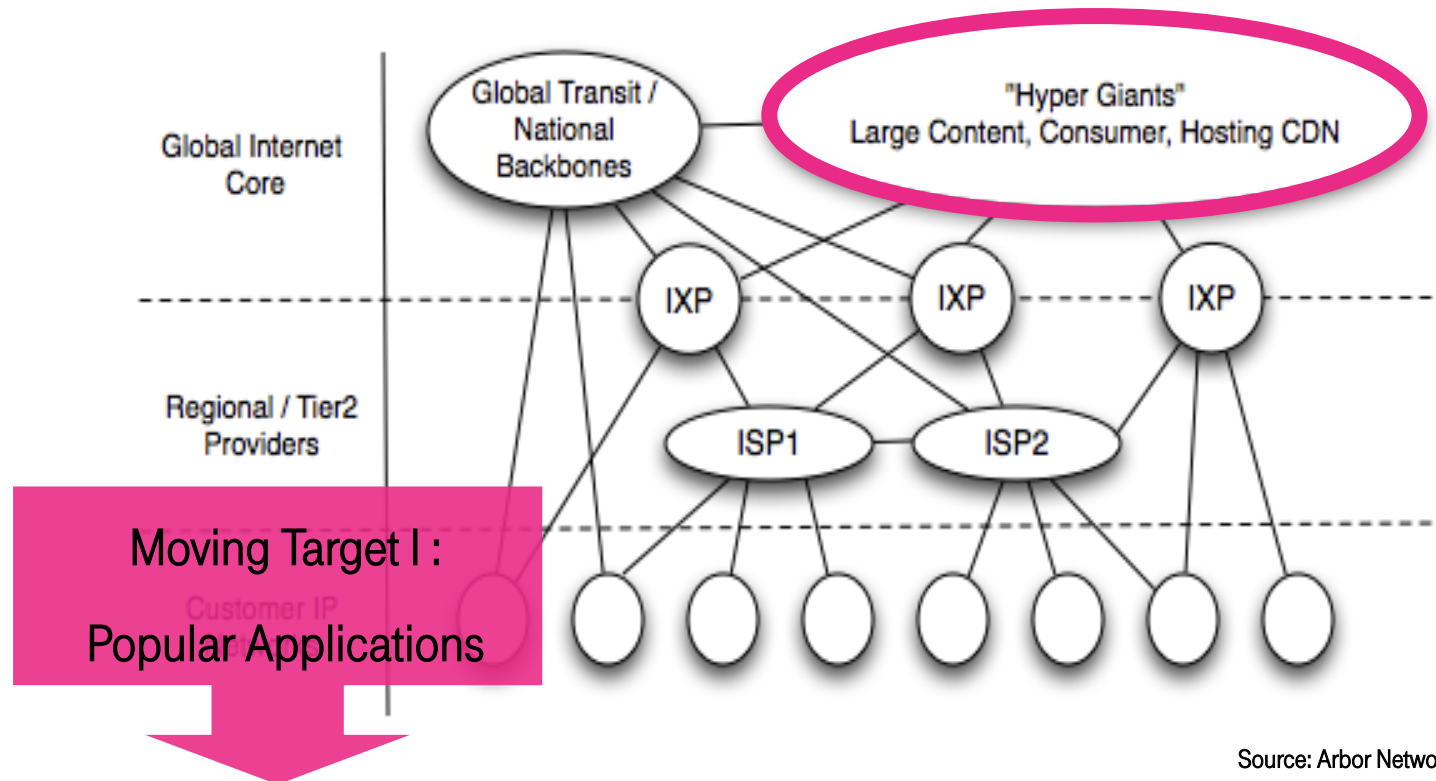 Global Transit /
National
Backbones
"Hyper Giants"
Large Content, Consumer, Hosting CDN
Global Internet
Core
IXP
IXP
IXP
Regional / Tier2
Providers
ISP1
ISP2
Moving Target I :
Customer IP
Popular Applications
Source: Arbor Netwo